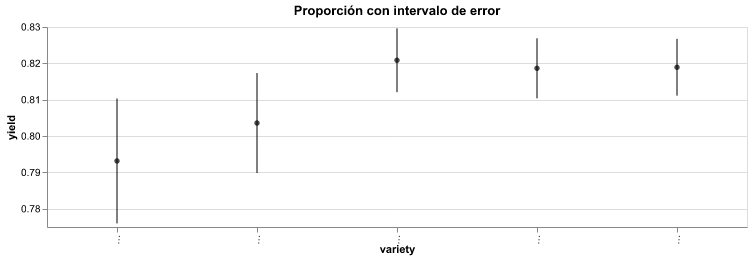 Proporción con intervalo de error
0.83
0.82
0.81
0.80
0.79
0.78
yield
… … … … …
variety